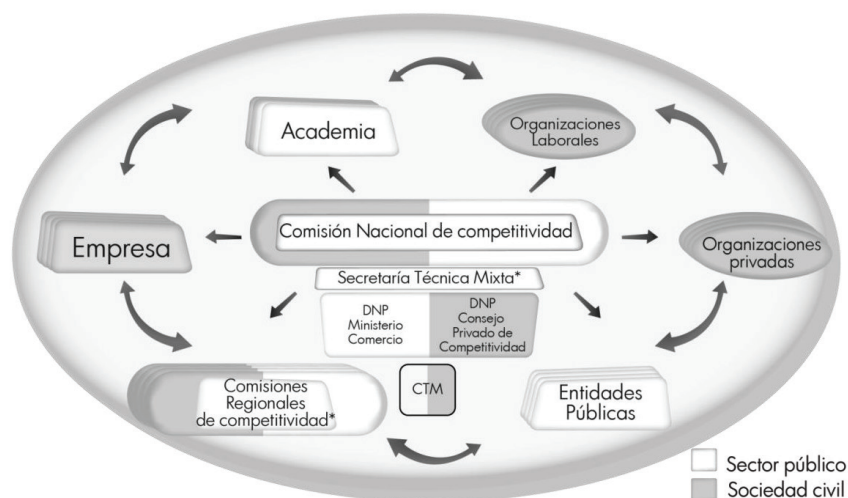 Academia
Organizaciones
Laborales
Empresa
Comisión Nacional de competitividad
Organizaciones
privadas
Secretaría Técnica Mixta*
DNP
Ministerio
Comercio
DNP
Consejo
Privado de
Competitividad
Comisiones
Regionales
de competitividad*
CTM
Entidades
Públicas
Sector público
Sociedad civil